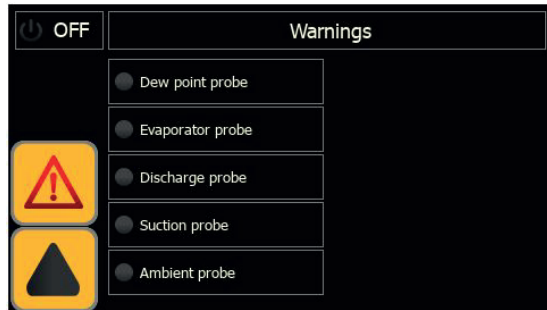 OFF
Warnings
Dew point probe
Evaporator probe
Discharge probe
Suction probe
Ambient probe